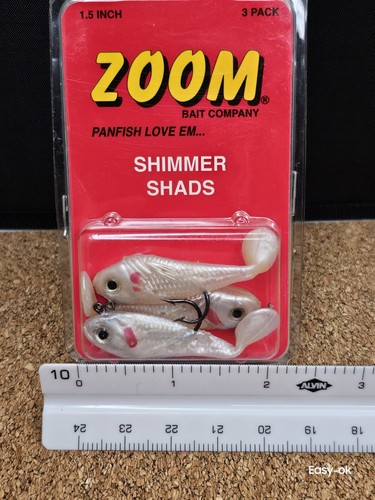 1.5 INCH 3 PACK
ZOOM®
BAIT COMPANY
PANFISH LOVE EM...
SHIMMER
SHADS
10 0 1 2 ALVIN 3
24 23 22 21 20 19 18
Easy-ok